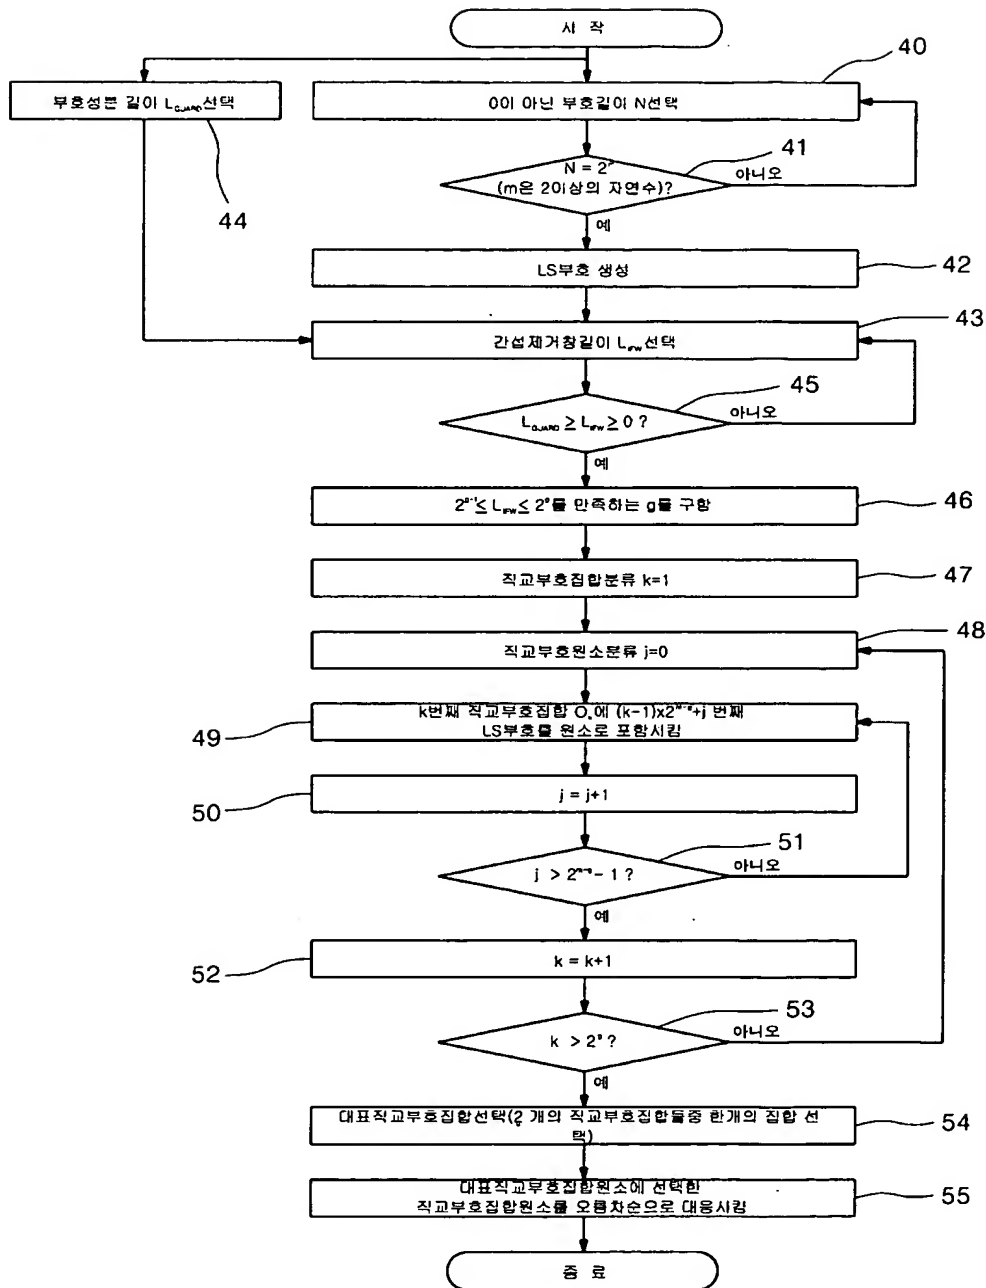 시 작
40
부호성분 길이 L_GUARD 선택
0이 아닌 부호길이 N선택
44
41
N = 2^m
(m은 2이상의 자연수)?
아니오
예
LS부호 생성
42
43
간섭제거창길이 L_IFW 선택
45
L_GUARD ≥ L_IFW ≥ 0 ?
아니오
예
2^g-1 ≤ L_IFW ≤ 2^g를 만족하는 g를 구함
46
직교부호집합분류 k=1
47
48
직교부호원소분류 j=0
k번째 직교부호집합 O_k에 (k-1)x2^m-g+j 번째
LS부호를 원소로 포함시킴
49
j = j+1
50
51
j > 2^m-g - 1 ?
아니오
예
k = k+1
52
53
k > 2^g ?
아니오
예
대표직교부호집합선택(2^g 개의 직교부호집합들중 한개의 집합 선
택)
54
대표직교부호집합원소에 선택한
직교부호집합원소를 오름차순으로 대응시킴
55
종 료